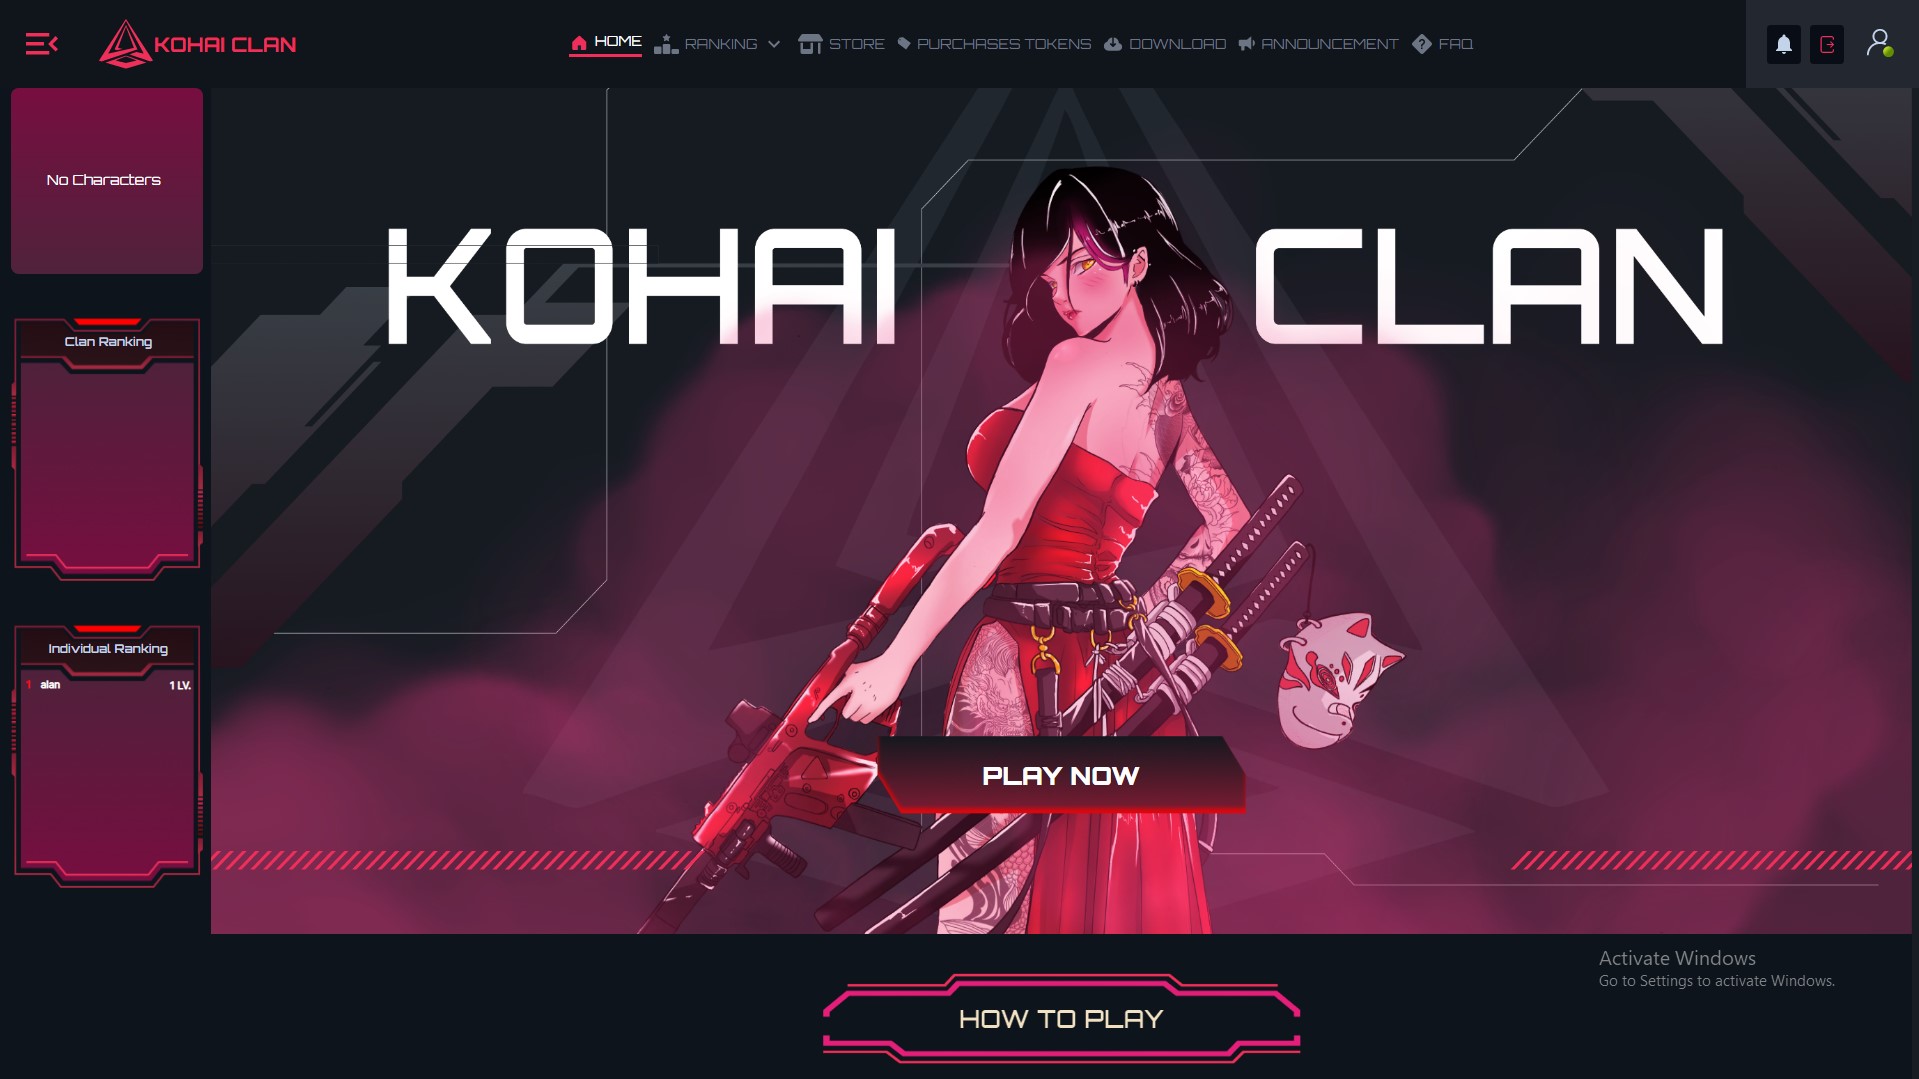 KOHAI CLAN
HOME
RANKING
STORE
PURCHASES TOKENS
DOWNLOAD
ANNOUNCEMENT
FAQ
No Characters
KOHAI CLAN
Clan Ranking
Individual Ranking
1 alan 1 LV.
PLAY NOW
Activate Windows
Go to Settings to activate Windows.
HOW TO PLAY